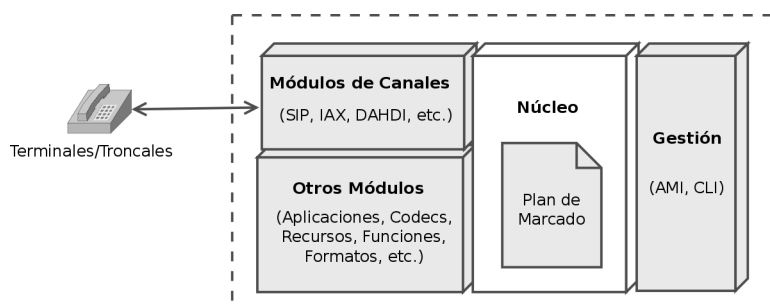 Terminales/Troncales
Módulos de Canales
(SIP, IAX, DAHDI, etc.)
Otros Módulos
(Aplicaciones, Codecs,
Recursos, Funciones,
Formatos, etc.)
Núcleo
Plan de
Marcado
Gestión
(AMI, CLI)